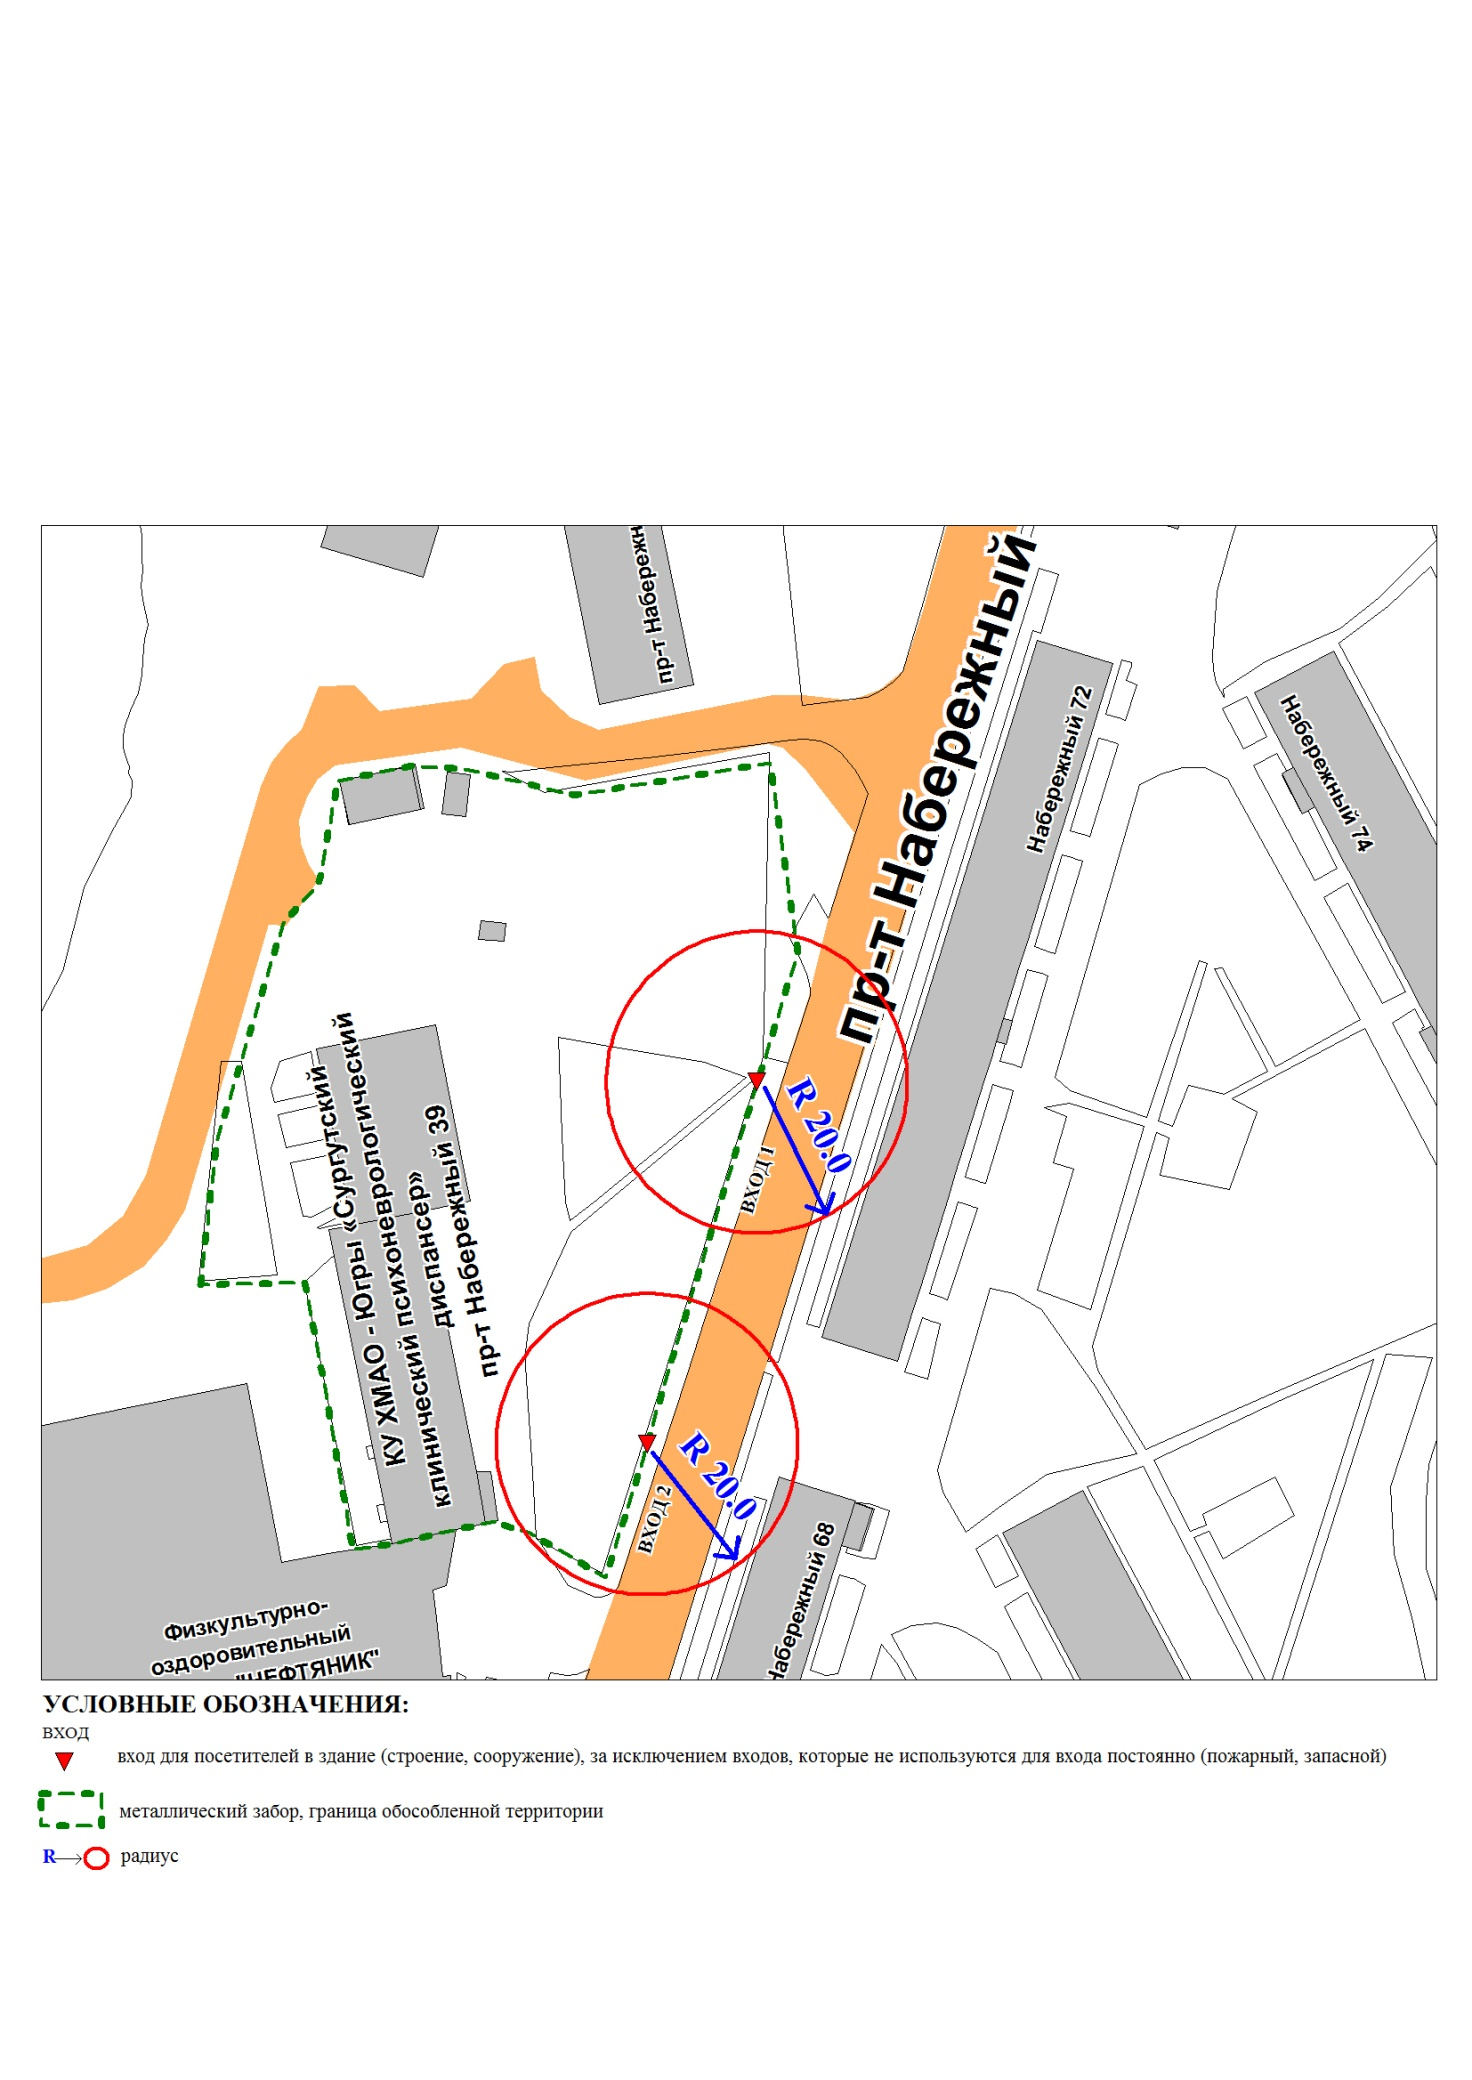 пр-т Набережн
пр-т Набережный
Набережный 72
Набережный 74
R 20.0
ВХОД 1
КУ ХМАО - Югры «Сургутский
клинический психоневрологический
диспансер»
пр-т Набережный 39
R 20.0
ВХОД 2
Набережный 68
Физкультурно-
оздоровительный
"НЕФТЯНИК"
УСЛОВНЫЕ ОБОЗНАЧЕНИЯ:
ВХОД
вход для посетителей в здание (строение, сооружение), за исключением входов, которые не используются для входа постоянно (пожарный, запасной)
металлический забор, граница обособленной территории
R
радиус